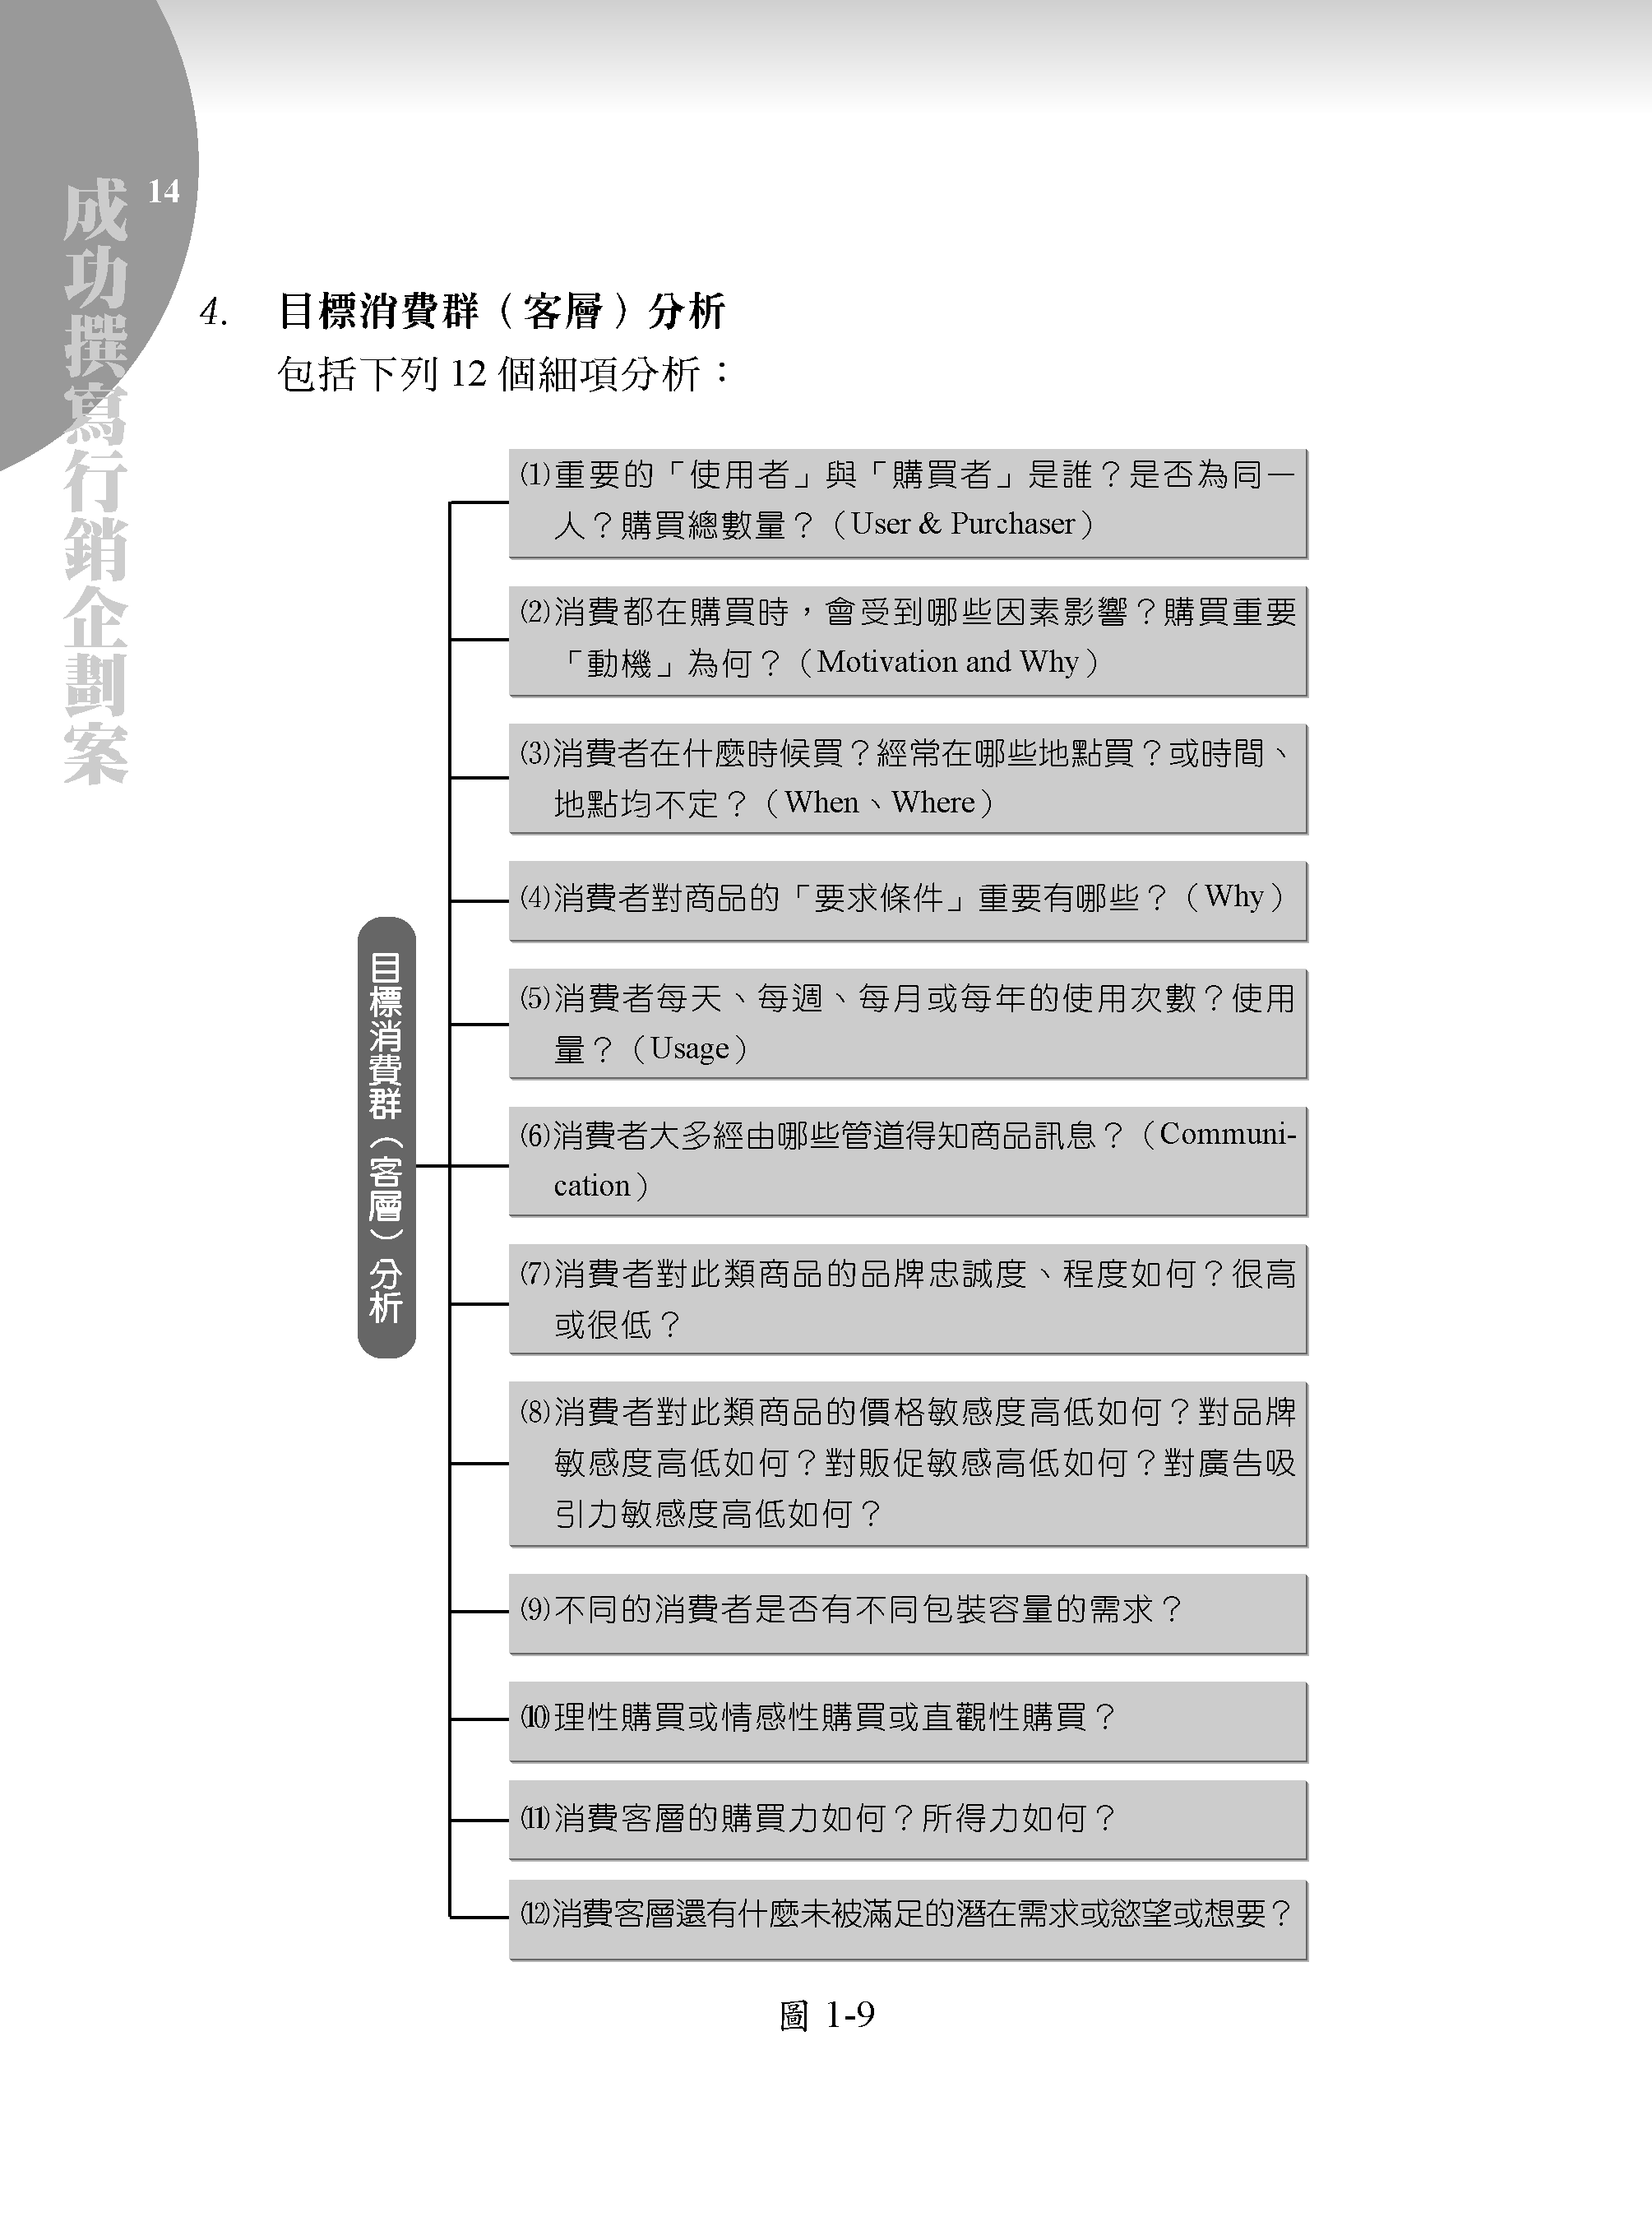 14
成功撰寫行銷企劃案
4. 目標消費群（客層）分析
包括下列 12 個細項分析：
目標消費群（客層）分析
⑴重要的「使用者」與「購買者」是誰？是否為同一
人？購買總數量？（User & Purchaser）
⑵消費都在購買時，會受到哪些因素影響？購買重要
「動機」為何？（Motivation and Why）
⑶消費者在什麼時候買？經常在哪些地點買？或時間、
地點均不定？（When、Where）
⑷消費者對商品的「要求條件」重要有哪些？（Why）
⑸消費者每天、每週、每月或每年的使用次數？使用
量？（Usage）
⑹消費者大多經由哪些管道得知商品訊息？（Communi-
cation）
⑺消費者對此類商品的品牌忠誠度、程度如何？很高
或很低？
⑻消費者對此類商品的價格敏感度高低如何？對品牌
敏感度高低如何？對販促敏感高低如何？對廣告吸
引力敏感度高低如何？
⑼不同的消費者是否有不同包裝容量的需求？
⑽理性購買或情感性購買或直觀性購買？
⑾消費客層的購買力如何？所得力如何？
⑿消費客層還有什麼未被滿足的潛在需求或慾望或想要？
圖 1-9